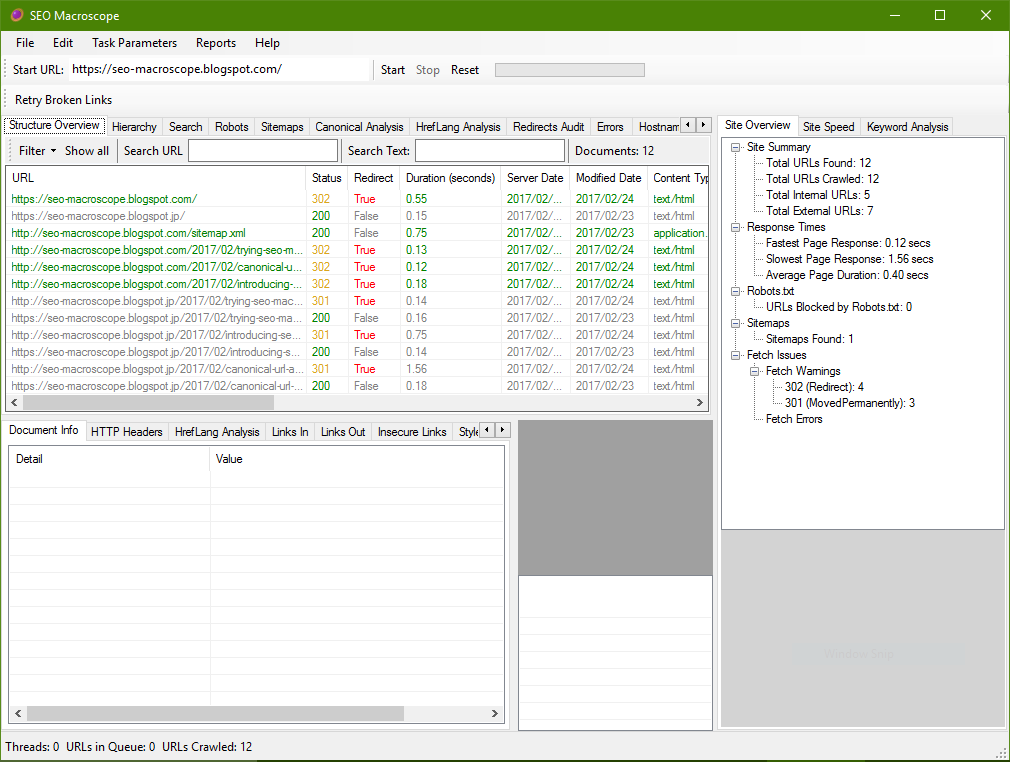 SEO Macroscope
File Edit Task Parameters Reports Help
Start URL: https://seo-macroscope.blogspot.com/ Start Stop Reset
Retry Broken Links
Structure Overview Hierarchy Search Robots Sitemaps Canonical Analysis HrefLang Analysis Redirects Audit Errors Hostnam
Filter Show all Search URL Search Text: Documents: 12
URL Status Redirect Duration (seconds) Server Date Modified Date Content Typ
https://seo-macroscope.blogspot.com/ 302 True 0.55 2017/02/... 2017/02/24 text/html
https://seo-macroscope.blogspot.jp/ 200 False 0.15 2017/02/... 2017/02/23 text/html
http://seo-macroscope.blogspot.com/sitemap.xml 200 False 0.75 2017/02/... 2017/02/23 application.
http://seo-macroscope.blogspot.com/2017/02/trying-seo-m... 302 True 0.13 2017/02/... 2017/02/24 text/html
http://seo-macroscope.blogspot.com/2017/02/canonical-u... 302 True 0.12 2017/02/... 2017/02/24 text/html
http://seo-macroscope.blogspot.com/2017/02/introducing-... 302 True 0.18 2017/02/... 2017/02/24 text/html
http://seo-macroscope.blogspot.jp/2017/02/trying-seo-mac... 301 True 0.14 2017/02/... 2017/02/24 text/html
https://seo-macroscope.blogspot.jp/2017/02/trying-seo-ma... 200 False 0.16 2017/02/... 2017/02/23 text/html
http://seo-macroscope.blogspot.jp/2017/02/introducing-se... 301 True 0.75 2017/02/... 2017/02/24 text/html
https://seo-macroscope.blogspot.jp/2017/02/introducing-s... 200 False 0.14 2017/02/... 2017/02/23 text/html
http://seo-macroscope.blogspot.jp/2017/02/canonical-url-a... 301 True 1.56 2017/02/... 2017/02/24 text/html
https://seo-macroscope.blogspot.jp/2017/02/canonical-url-... 200 False 0.18 2017/02/... 2017/02/23 text/html
Document Info HTTP Headers HrefLang Analysis Links In Links Out Insecure Links Style
Detail Value
Site Overview Site Speed Keyword Analysis
Site Summary
Total URLs Found: 12
Total URLs Crawled: 12
Total Internal URLs: 5
Total External URLs: 7
Response Times
Fastest Page Response: 0.12 secs
Slowest Page Response: 1.56 secs
Average Page Duration: 0.40 secs
Robots.txt
URLs Blocked by Robots.txt: 0
Sitemaps
Sitemaps Found: 1
Fetch Issues
Fetch Warnings
302 (Redirect): 4
301 (MovedPermanently): 3
Fetch Errors
Threads: 0 URLs in Queue: 0 URLs Crawled: 12